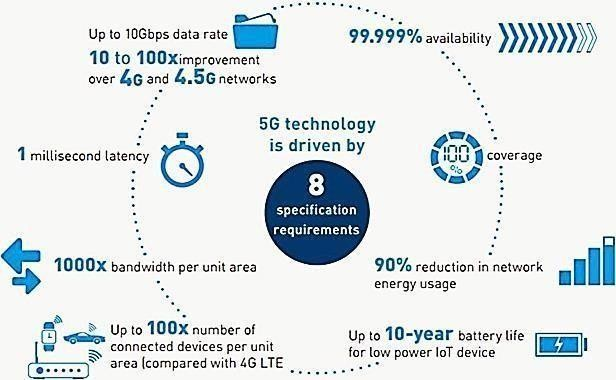 Up to 10Gbps data rate
10 to 100x improvement
over 4G and 4.5G networks
99.999% availability
5G technology
is driven by
8
specification
requirements
1 millisecond latency
100
%
coverage
1000x bandwidth per unit area
90% reduction in network
energy usage
Up to 100x number of
connected devices per unit
area (compared with 4G LTE
Up to 10-year battery life
for low power IoT device